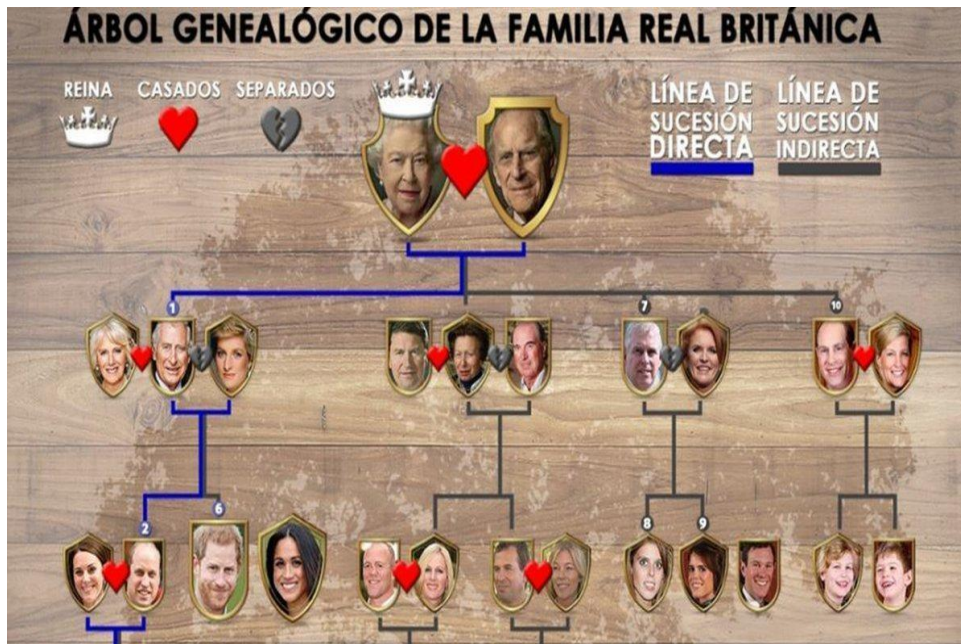 ÁRBOL GENEALÓGICO DE LA FAMILIA REAL BRITÁNICA
REINA
CASADOS
SEPARADOS
LÍNEA DE
SUCESIÓN
DIRECTA
LÍNEA DE
SUCESIÓN
INDIRECTA
1
7
10
2
6
8
9